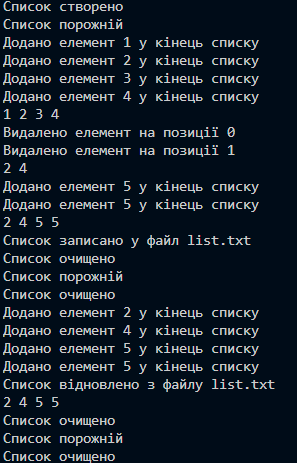 Список створено
Список порожній
Додано елемент 1 у кінець списку
Додано елемент 2 у кінець списку
Додано елемент 3 у кінець списку
Додано елемент 4 у кінець списку
1 2 3 4
Видалено елемент на позиції 0
Видалено елемент на позиції 1
2 4
Додано елемент 5 у кінець списку
Додано елемент 5 у кінець списку
2 4 5 5
Список записано у файл list.txt
Список очищено
Список порожній
Список очищено
Додано елемент 2 у кінець списку
Додано елемент 4 у кінець списку
Додано елемент 5 у кінець списку
Додано елемент 5 у кінець списку
Список відновлено з файлу list.txt
2 4 5 5
Список очищено
Список порожній
Список очищено